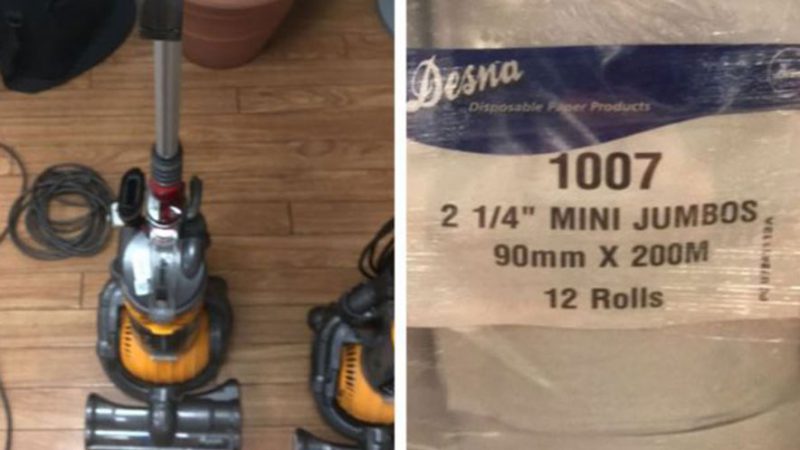 Desna
Disposable Paper Products
1007
2 1/4" MINI JUMBOS
90mm X 200M
12 Rolls